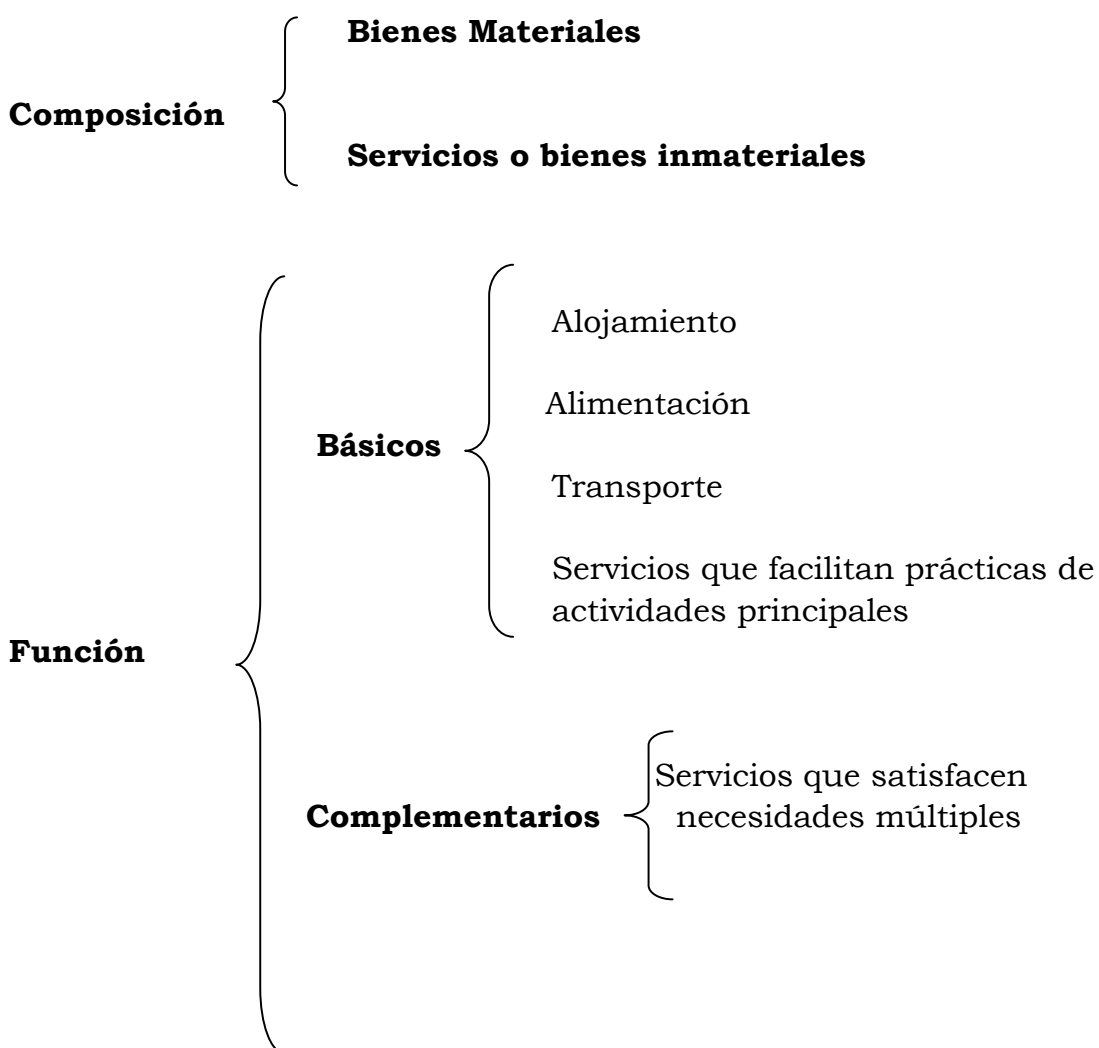 Bienes Materiales
Composición
Servicios o bienes inmateriales
Alojamiento
Alimentación
Básicos
Transporte
Servicios que facilitan prácticas de
actividades principales
Función
Servicios que satisfacen
Complementarios
necesidades múltiples